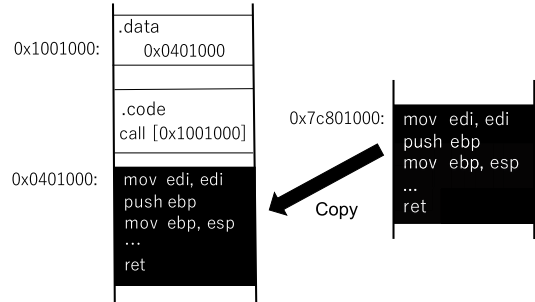 .data
0x1001000:
0x0401000
.code
call [0x1001000]
0x0401000:
mov edi, edi
push ebp
mov ebp, esp
...
ret
0x7c801000:
mov edi, edi
push ebp
mov ebp, esp
...
ret
Copy